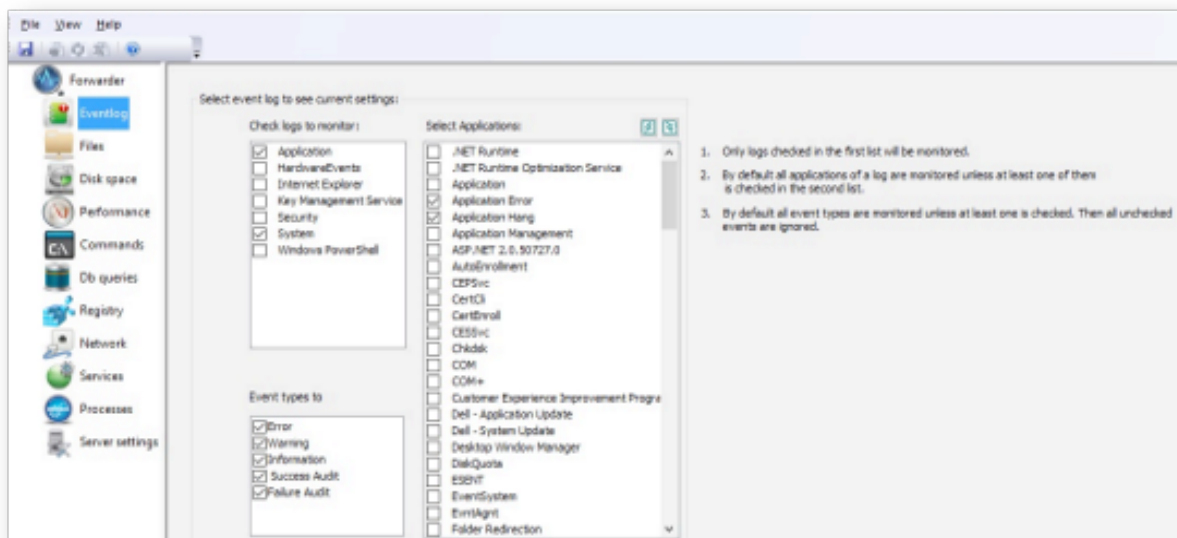 File View Help
Forwarder
Eventlog
Files
Disk space
Performance
Commands
Db queries
Registry
Network
Services
Processes
Server settings
Select event log to see current settings:
Check logs to monitor:
Application
HardwareEvents
Internet Explorer
Key Management Service
Security
System
Windows PowerShell
Event types to
Error
Warning
Information
Success Audit
Failure Audit
Select Applications:
.NET Runtime
.NET Runtime Optimization Service
Application
Application Error
Application Hang
Application Management
ASP.NET 2.0.50727.0
AutoEnrollment
CEPSvc
CertCli
CertEnroll
CESSvc
Chkdsk
COM
COM+
Customer Experience Improvement Progra
Dell - Application Update
Dell - System Update
Desktop Window Manager
DiskQuota
ESENT
EventSystem
EvntAgnt
Folder Redirection
1. Only logs checked in the first list will be monitored.
2. By default all applications of a log are monitored unless at least one of them
is checked in the second list.
3. By default all event types are monitored unless at least one is checked. Then all unchecked
events are ignored.